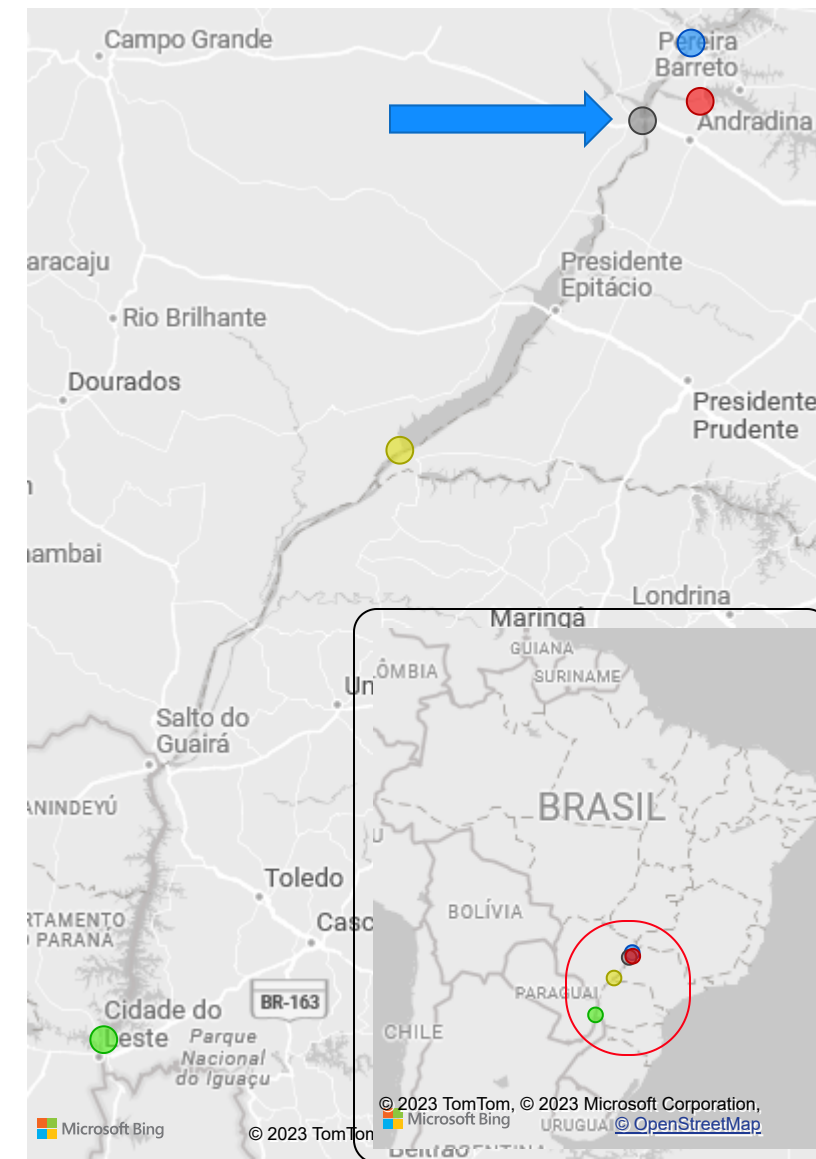 Campo Grande
Pereira
Barreto
Andradina
aracaju
Presidente
Epitácio
Rio Brilhante
Dourados
Presidente
Prudente
ambai
Londrina
Maringá
GUIANA
ÔMBIA
SURINAME
Un
Salto do
Guairá
BRASIL
ANINDEYÚ
U
Toledo
BOLÍVIA
RTAMENTO
PARANÁ
Casc
PARAGUAI
BR-163
Cidade do
Leste
Parque
Nacional
do Iguaçu
CHILE
© 2023 TomTom, © 2023 Microsoft Corporation,
Microsoft Bing
URUGUAI
© OpenStreetMap
Microsoft Bing
© 2023 TomTom
Beltrão